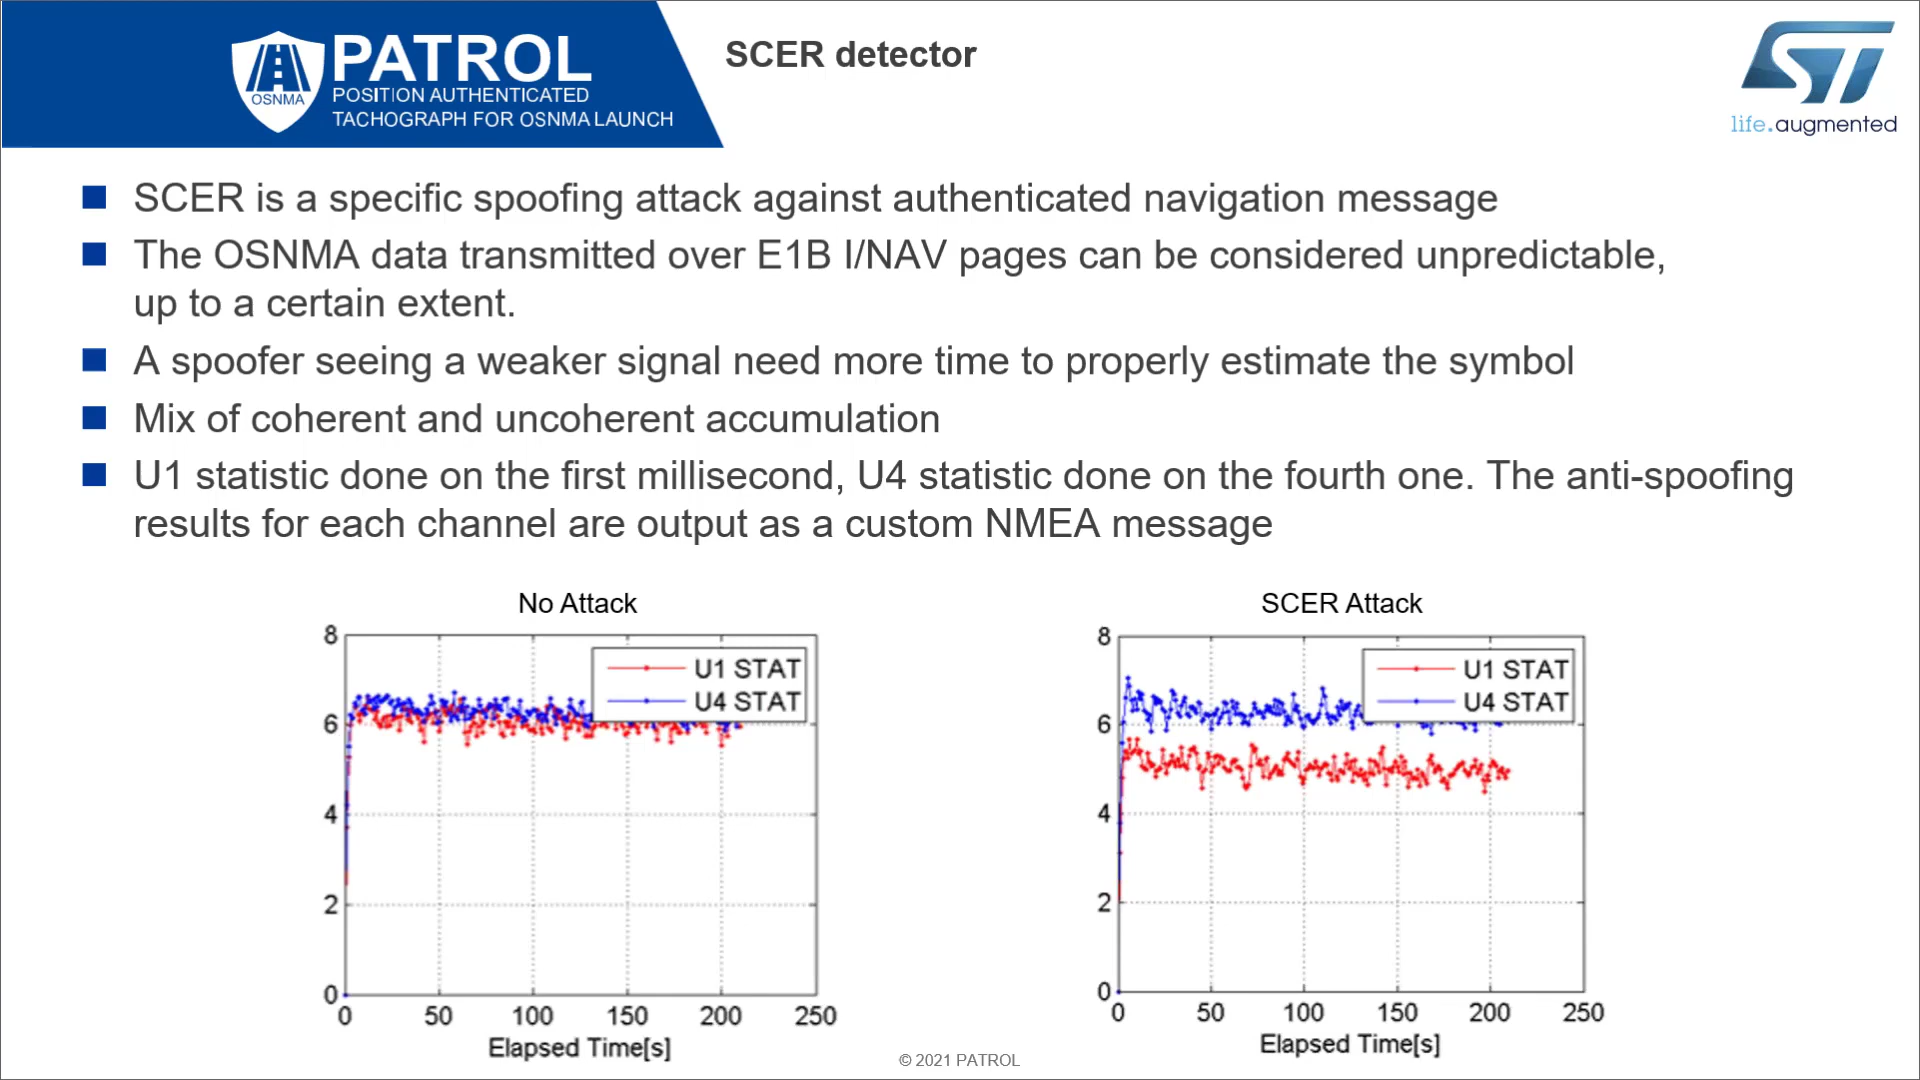 PATROL
OSNMA
POSITION AUTHENTICATED
TACHOGRAPH FOR OSNMA LAUNCH
SCER detector
ST
life.augmented
SCER is a specific spoofing attack against authenticated navigation message
The OSNMA data transmitted over E1B I/NAV pages can be considered unpredictable,
up to a certain extent.
A spoofer seeing a weaker signal need more time to properly estimate the symbol
Mix of coherent and uncoherent accumulation
U1 statistic done on the first millisecond, U4 statistic done on the fourth one. The anti-spoofing
results for each channel are output as a custom NMEA message
No Attack
8
6
4
2
0
U1 STAT
U4 STAT
0 50 100 150 200 250
Elapsed Time[s]
SCER Attack
8
6
4
2
0
U1 STAT
U4 STAT
0 50 100 150 200 250
Elapsed Time[s]
© 2021 PATROL